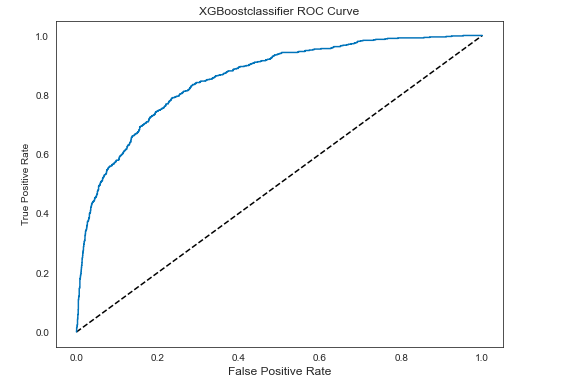 XGBoostclassifier ROC Curve
1.0
0.8
0.6
0.4
0.2
0.0
True Positive Rate
0.0 0.2 0.4 0.6 0.8 1.0
False Positive Rate